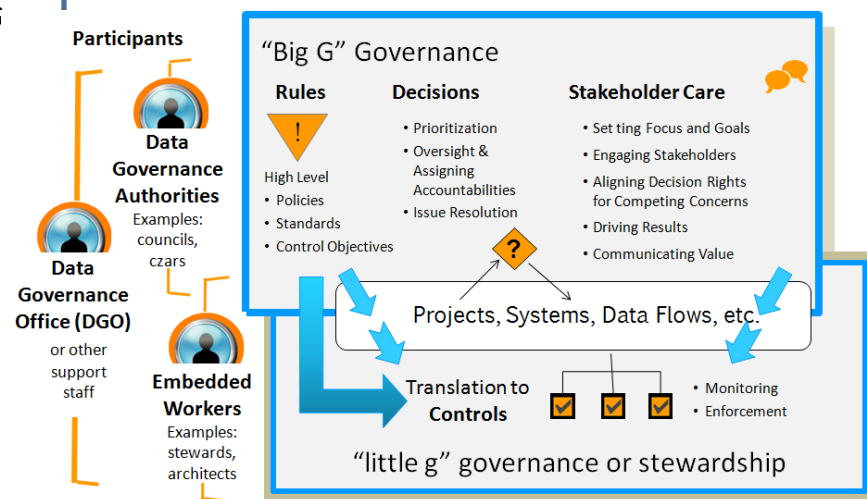 Participants
Data
Governance
Authorities
Examples:
councils,
czars
Data
Governance
Office (DGO)
or other
support
staff
Embedded
Workers
Examples:
stewards,
architects
“Big G” Governance
Rules
!
High Level
• Policies
• Standards
• Control Objectives
Decisions
• Prioritization
• Oversight &
Assigning
Accountabilities
• Issue Resolution
Stakeholder Care
• Setting Focus and Goals
• Engaging Stakeholders
• Aligning Decision Rights
for Competing Concerns
• Driving Results
• Communicating Value
?
Projects, Systems, Data Flows, etc.
Translation to
Controls
• Monitoring
• Enforcement
“little g” governance or stewardship